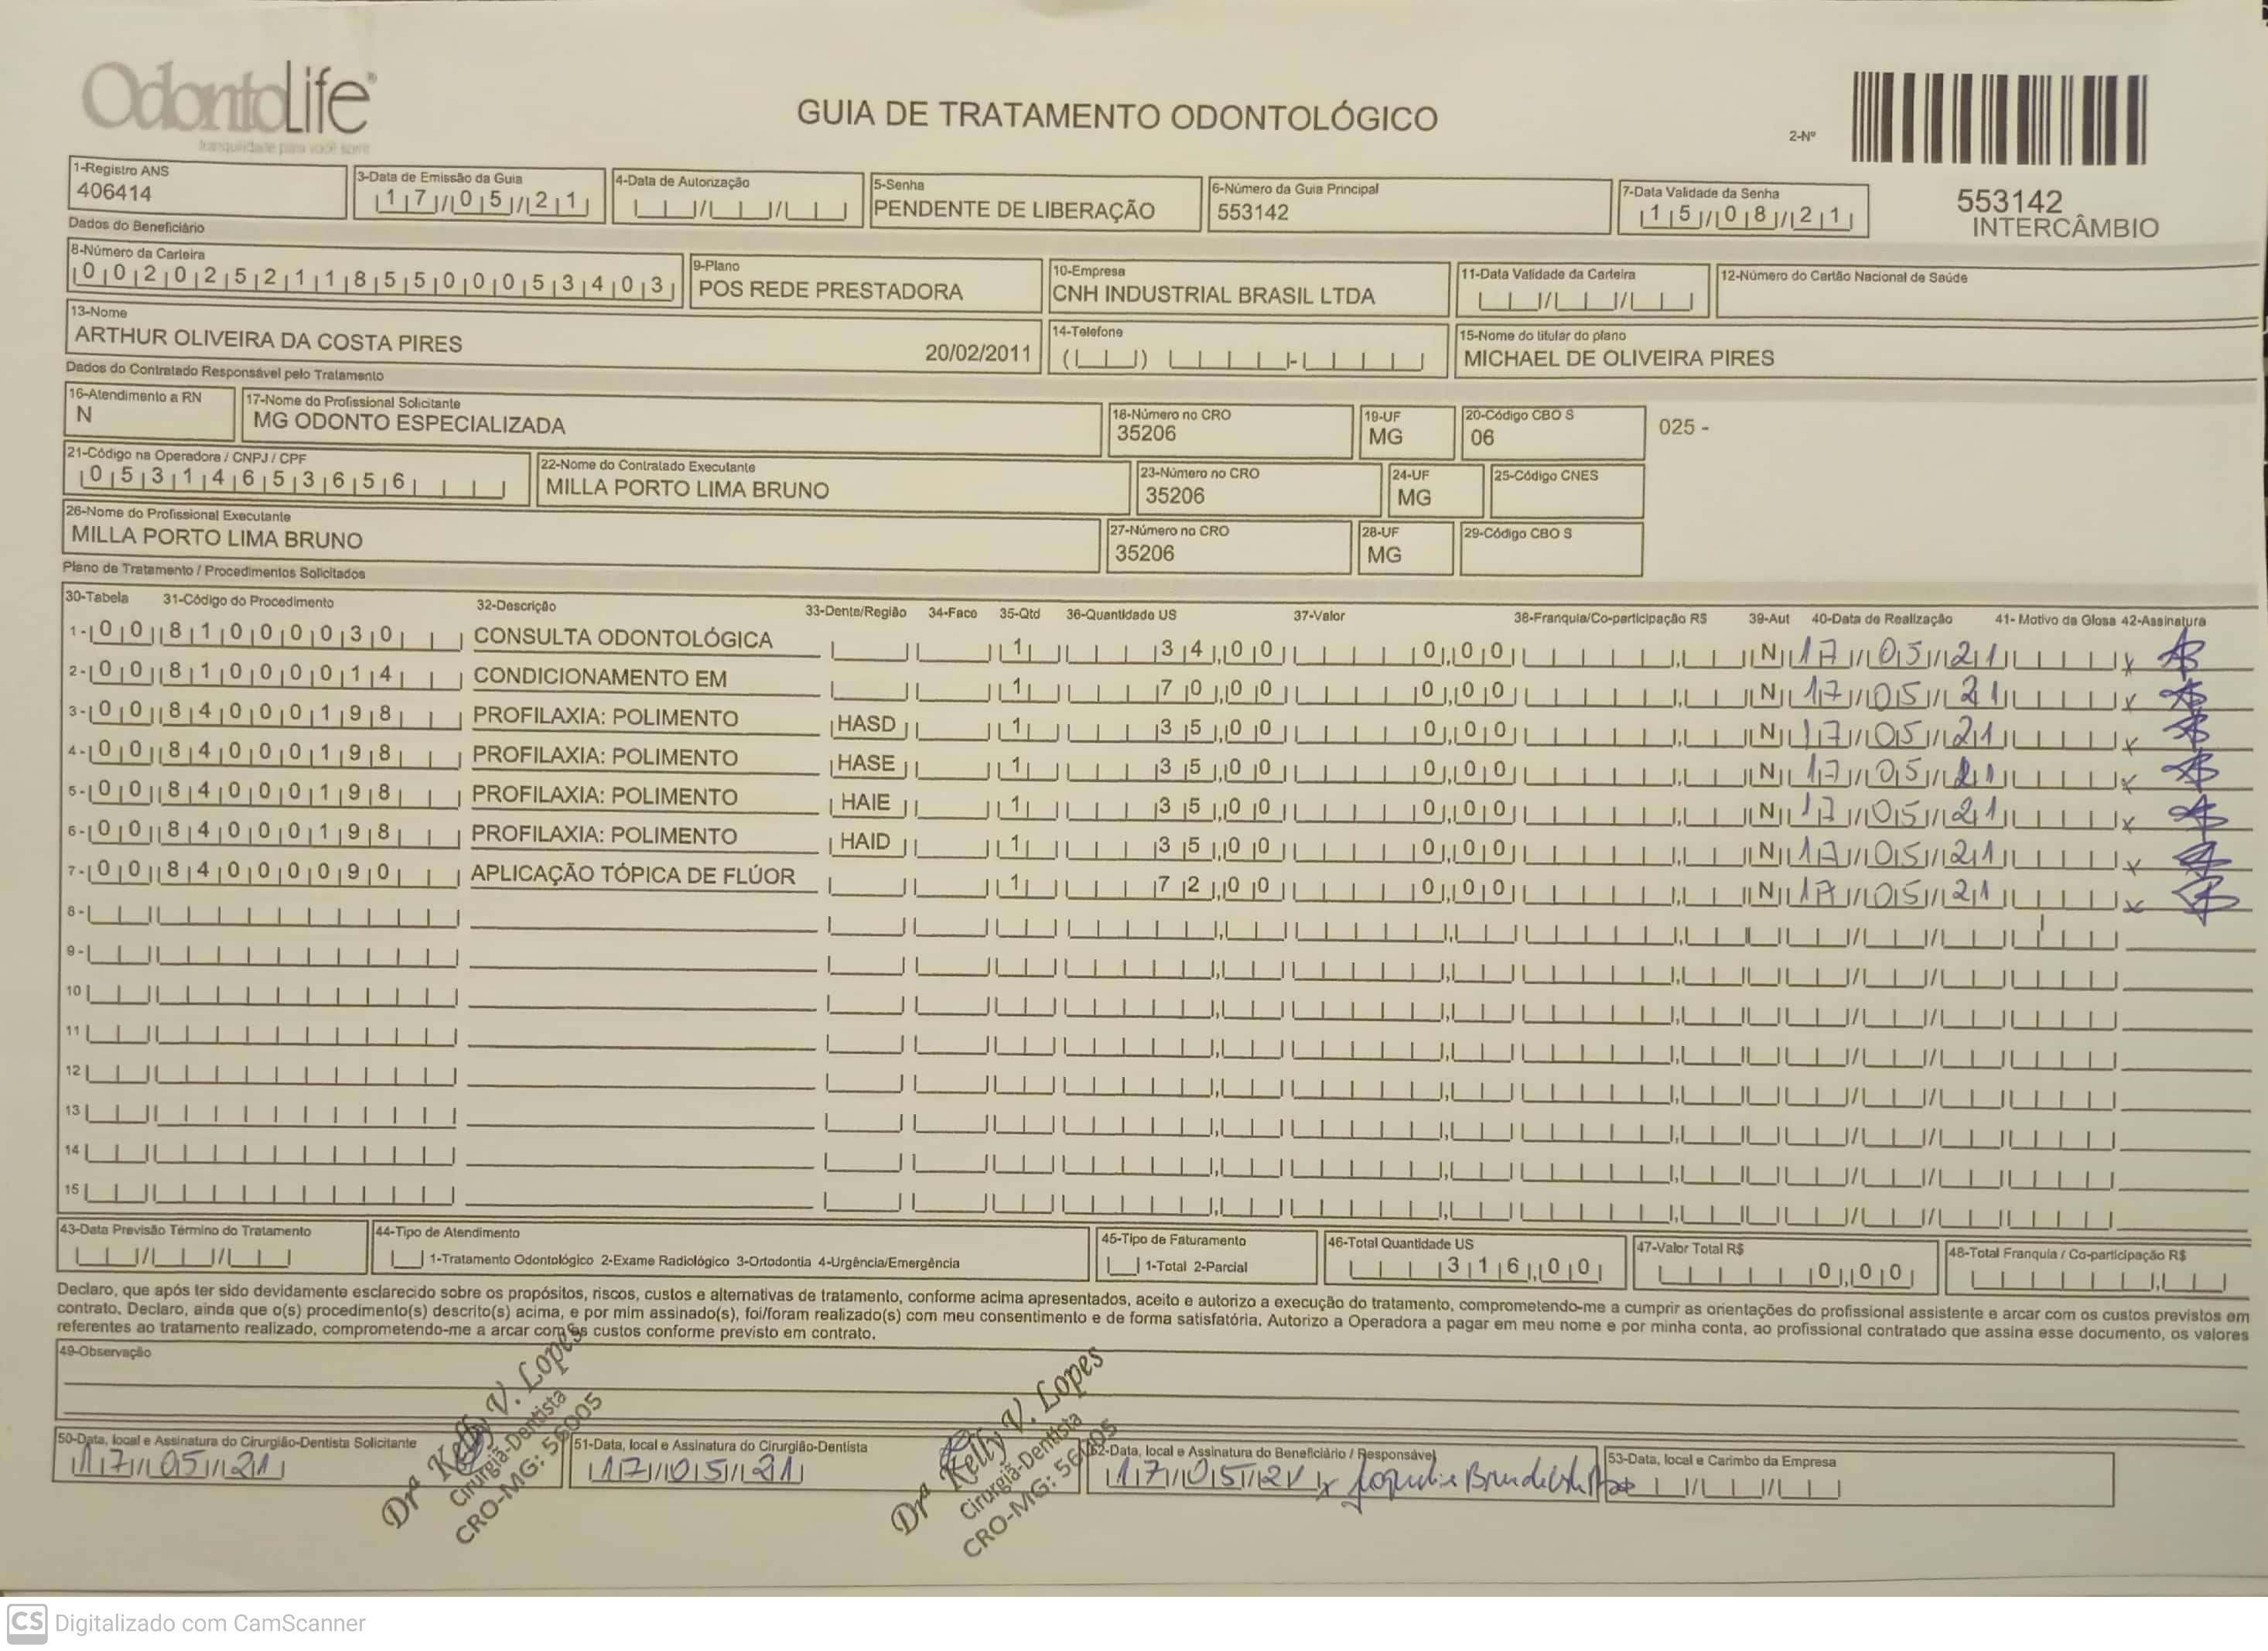 OdontoLife®
tranquilidade para você sorrir
GUIA DE TRATAMENTO ODONTOLÓGICO
2-Nº
553142
INTERCÂMBIO
1-Registro ANS
406414
3-Data de Emissão da Guia
17/05/21
4-Data de Autorização
5-Senha
PENDENTE DE LIBERAÇÃO
6-Número da Guia Principal
553142
7-Data Validade da Senha
15/08/21
Dados do Beneficiário
8-Número da Carteira
00202521185500053403
9-Plano
POS REDE PRESTADORA
10-Empresa
CNH INDUSTRIAL BRASIL LTDA
11-Data Validade da Carteira
12-Número do Cartão Nacional de Saúde
13-Nome
ARTHUR OLIVEIRA DA COSTA PIRES 20/02/2011
14-Telefone
15-Nome do titular do plano
MICHAEL DE OLIVEIRA PIRES
Dados do Contratado Responsável pelo Tratamento
16-Atendimento a RN
N
17-Nome do Profissional Solicitante
MG ODONTO ESPECIALIZADA
18-Número no CRO
35206
19-UF
MG
20-Código CBO S
06
025 -
21-Código na Operadora / CNPJ / CPF
05314653656
22-Nome do Contratado Executante
MILLA PORTO LIMA BRUNO
23-Número no CRO
35206
24-UF
MG
25-Código CNES
26-Nome do Profissional Executante
MILLA PORTO LIMA BRUNO
27-Número no CRO
35206
28-UF
MG
29-Código CBO S
Plano de Tratamento / Procedimentos Solicitados
30-Tabela 31-Código do Procedimento 32-Descrição 33-Dente/Região 34-Face 35-Qtd 36-Quantidade US 37-Valor 38-Franquia/Co-participação R$ 39-Aut 40-Data de Realização 41- Motivo da Glosa 42-Assinatura
1- 00 81000030 CONSULTA ODONTOLÓGICA 1 34,00 0,00 N 17/05/21 x
2- 00 81000014 CONDICIONAMENTO EM 1 70,00 0,00 N 17/05/21 x
3- 00 84000198 PROFILAXIA: POLIMENTO HASD 1 35,00 0,00 N 17/05/21 x
4- 00 84000198 PROFILAXIA: POLIMENTO HASE 1 35,00 0,00 N 17/05/21 x
5- 00 84000198 PROFILAXIA: POLIMENTO HAIE 1 35,00 0,00 N 17/05/21 x
6- 00 84000198 PROFILAXIA: POLIMENTO HAID 1 35,00 0,00 N 17/05/21 x
7- 00 84000090 APLICAÇÃO TÓPICA DE FLÚOR 1 72,00 0,00 N 17/05/21 x
8-
9-
10
11
12
13
14
15
43-Data Previsão Término do Tratamento
44-Tipo de Atendimento
1-Tratamento Odontológico 2-Exame Radiológico 3-Ortodontia 4-Urgência/Emergência
45-Tipo de Faturamento
1-Total 2-Parcial
46-Total Quantidade US
316,00
47-Valor Total R$
0,00
48-Total Franquia / Co-participação R$
Declaro, que após ter sido devidamente esclarecido sobre os propósitos, riscos, custos e alternativas de tratamento, conforme acima apresentados, aceito e autorizo a execução do tratamento, comprometendo-me a cumprir as orientações do profissional assistente e arcar com os custos previstos em
contrato. Declaro, ainda que o(s) procedimento(s) descrito(s) acima, e por mim assinado(s), foi/foram realizado(s) com meu consentimento e de forma satisfatória. Autorizo a Operadora a pagar em meu nome e por minha conta, ao profissional contratado que assina esse documento, os valores
referentes ao tratamento realizado, comprometendo-me a arcar com os custos conforme previsto em contrato.
49-Observação
50-Data, local e Assinatura do Cirurgião-Dentista Solicitante
17/05/21
Drª Kelly V. Lopes
Cirurgiã-Dentista
CRO-MG: 56005
51-Data, local e Assinatura do Cirurgião-Dentista
17/05/21
Drª Kelly V. Lopes
Cirurgiã-Dentista
CRO-MG: 56005
52-Data, local e Assinatura do Beneficiário / Responsável
17/05/21 x
53-Data, local e Carimbo da Empresa
CS Digitalizado com CamScanner